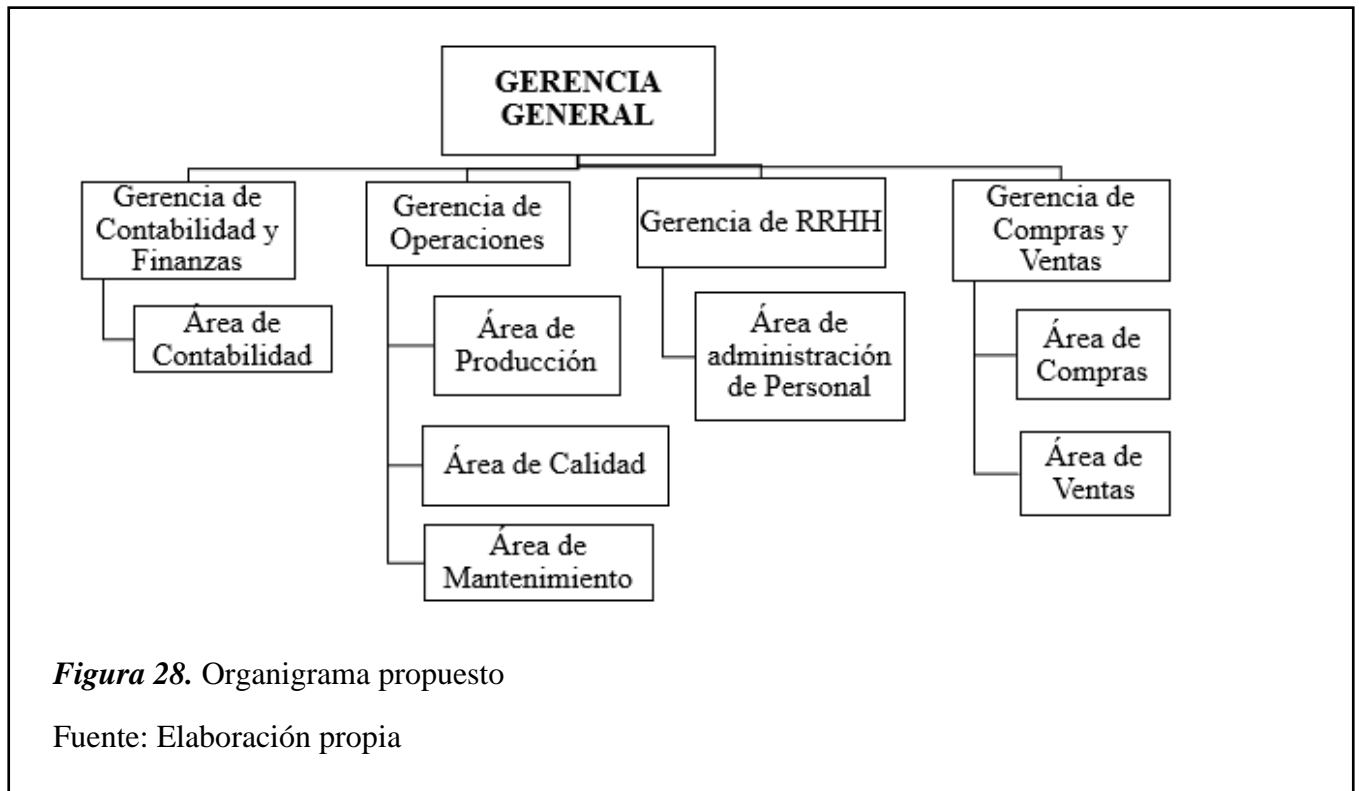 GERENCIA
GENERAL
Gerencia de
Contabilidad y
Finanzas
Gerencia de
Operaciones
Gerencia de RRHH
Gerencia de
Compras y
Ventas
Área de
Contabilidad
Área de
Producción
Área de Calidad
Área de
Mantenimiento
Área de
administración
de Personal
Área de
Compras
Área de
Ventas
Figura 28. Organigrama propuesto
Fuente: Elaboración propia